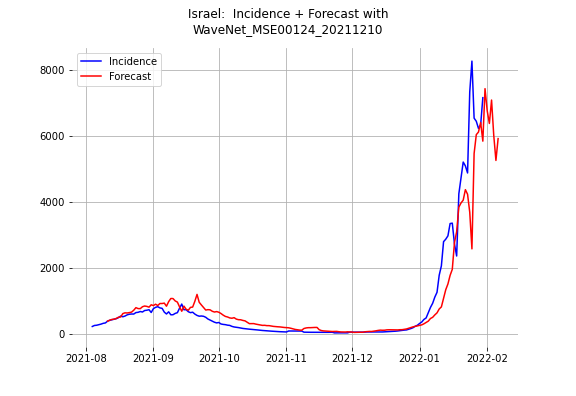 Israel:  Incidence + Forecast with
WaveNet_MSE00124_20211210
Incidence
Forecast
8000
6000
4000
2000
0
2021-08 2021-09 2021-10 2021-11 2021-12 2022-01 2022-02